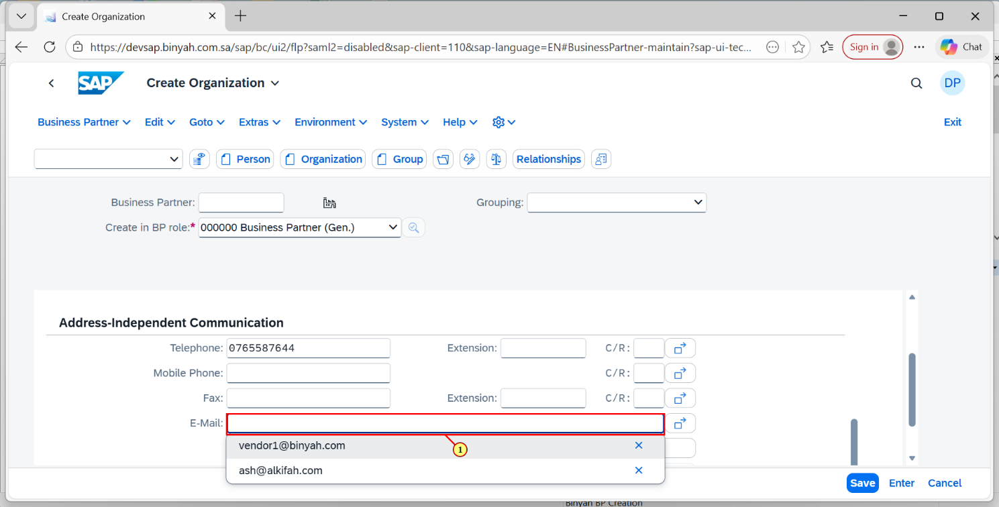 Create Organization
https://devsap.binyah.com.sa/sap/bc/ui2/flp?saml2=disabled&sap-client=110&sap-language=EN#BusinessPartner-maintain?sap-ui-tec...
Sign in
Chat
SAP
Create Organization
DP
Business Partner
Edit
Goto
Extras
Environment
System
Help
Exit
Person
Organization
Group
Relationships
Business Partner:
Grouping:
Create in BP role:* 000000 Business Partner (Gen.)
Address-Independent Communication
Telephone: 0765587644
Extension:
C/R:
Mobile Phone:
C/R:
Fax:
Extension:
C/R:
E-Mail:
vendor1@binyah.com
1
ash@alkifah.com
Save
Enter
Cancel
Binyah BP Creation